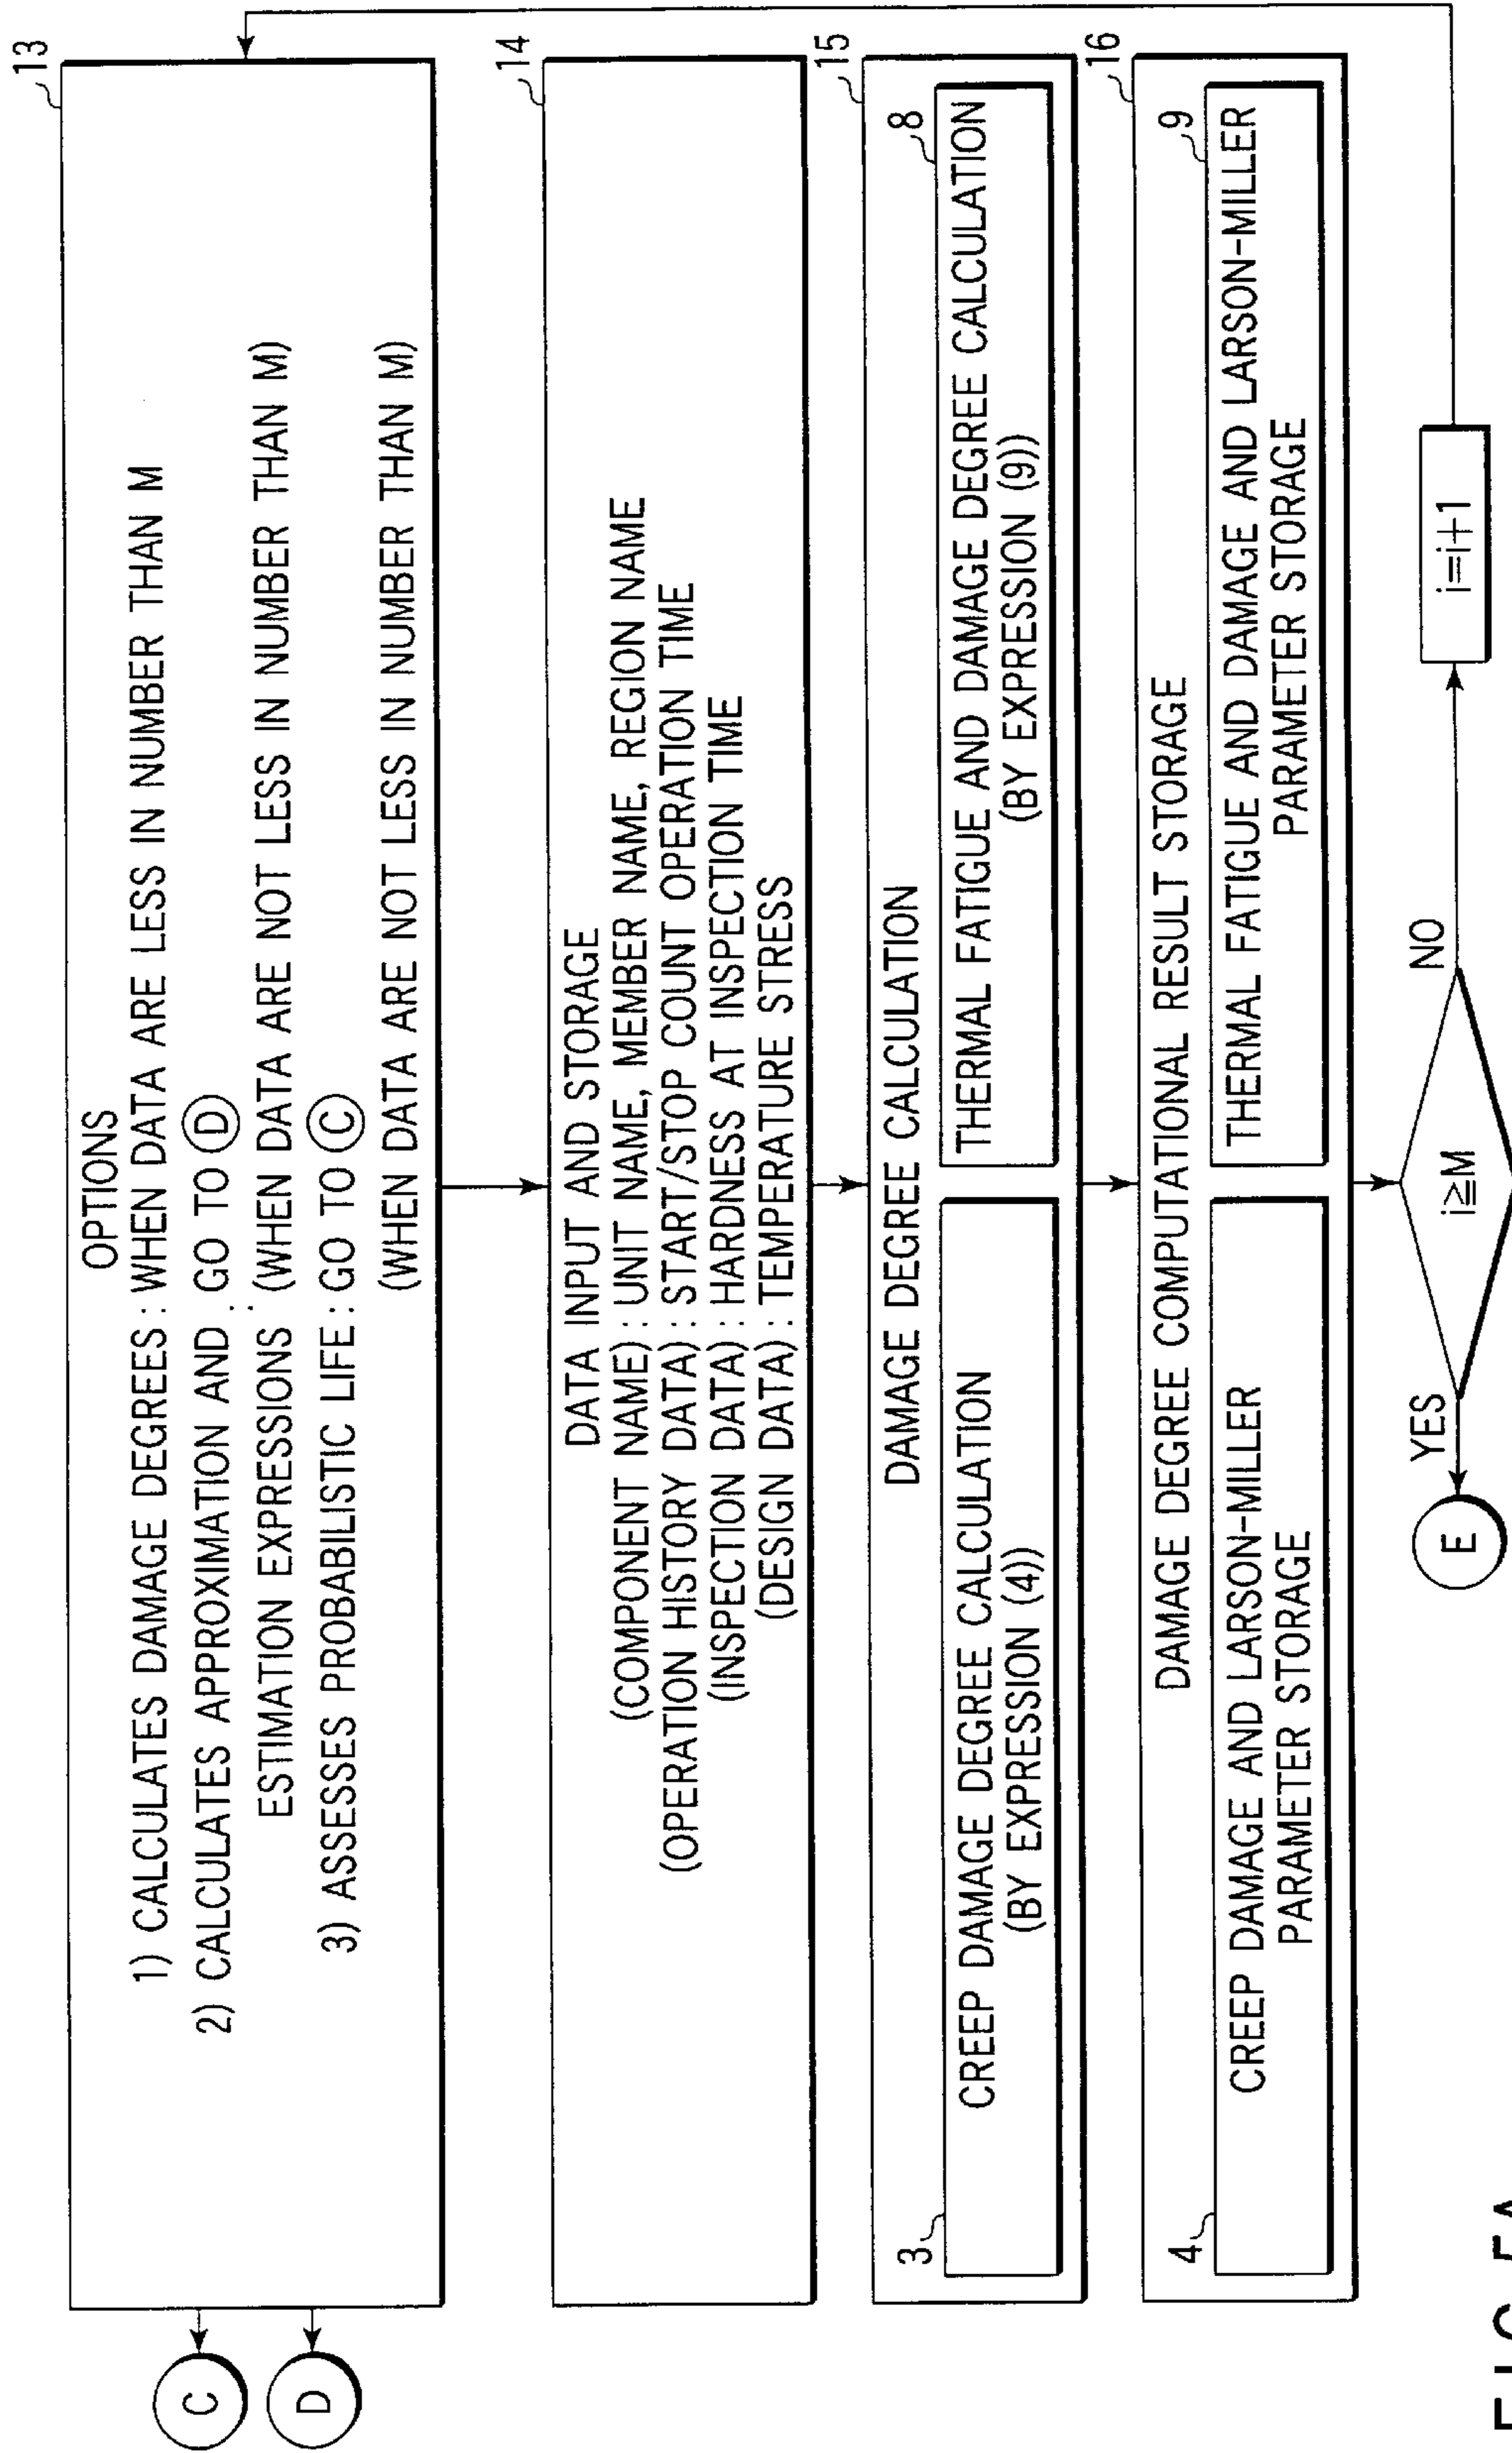 13
OPTIONS
1) CALCULATES DAMAGE DEGREES : WHEN DATA ARE LESS IN NUMBER THAN M
2) CALCULATES APPROXIMATION AND : GO TO D
ESTIMATION EXPRESSIONS : (WHEN DATA ARE NOT LESS IN NUMBER THAN M)
3) ASSESSES PROBABILISTIC LIFE : GO TO C
(WHEN DATA ARE NOT LESS IN NUMBER THAN M)
C
D
14
DATA INPUT AND STORAGE
(COMPONENT NAME) : UNIT NAME, MEMBER NAME, REGION NAME
(OPERATION HISTORY DATA) : START/STOP COUNT OPERATION TIME
(INSPECTION DATA) : HARDNESS AT INSPECTION TIME
(DESIGN DATA) : TEMPERATURE STRESS
15
DAMAGE DEGREE CALCULATION
3
CREEP DAMAGE DEGREE CALCULATION
(BY EXPRESSION (4))
8
THERMAL FATIGUE AND DAMAGE DEGREE CALCULATION
(BY EXPRESSION (9))
16
DAMAGE DEGREE COMPUTATIONAL RESULT STORAGE
4
CREEP DAMAGE AND LARSON-MILLER
PARAMETER STORAGE
9
THERMAL FATIGUE AND DAMAGE AND LARSON-MILLER
PARAMETER STORAGE
E
YES
i≧M
NO
i=i+1